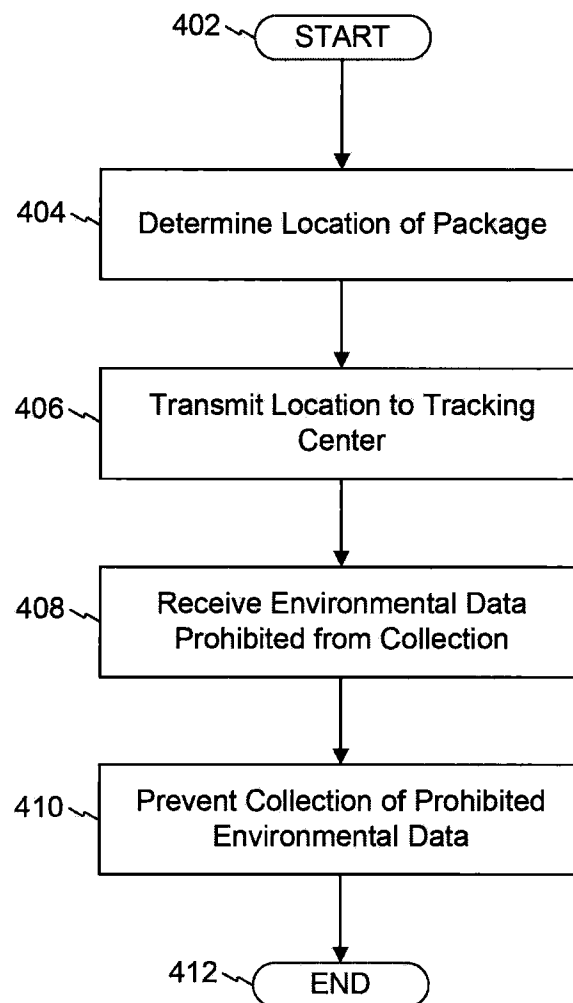 402
START
404
Determine Location of Package
406
Transmit Location to Tracking
Center
408
Receive Environmental Data
Prohibited from Collection
410
Prevent Collection of Prohibited
Environmental Data
412
END